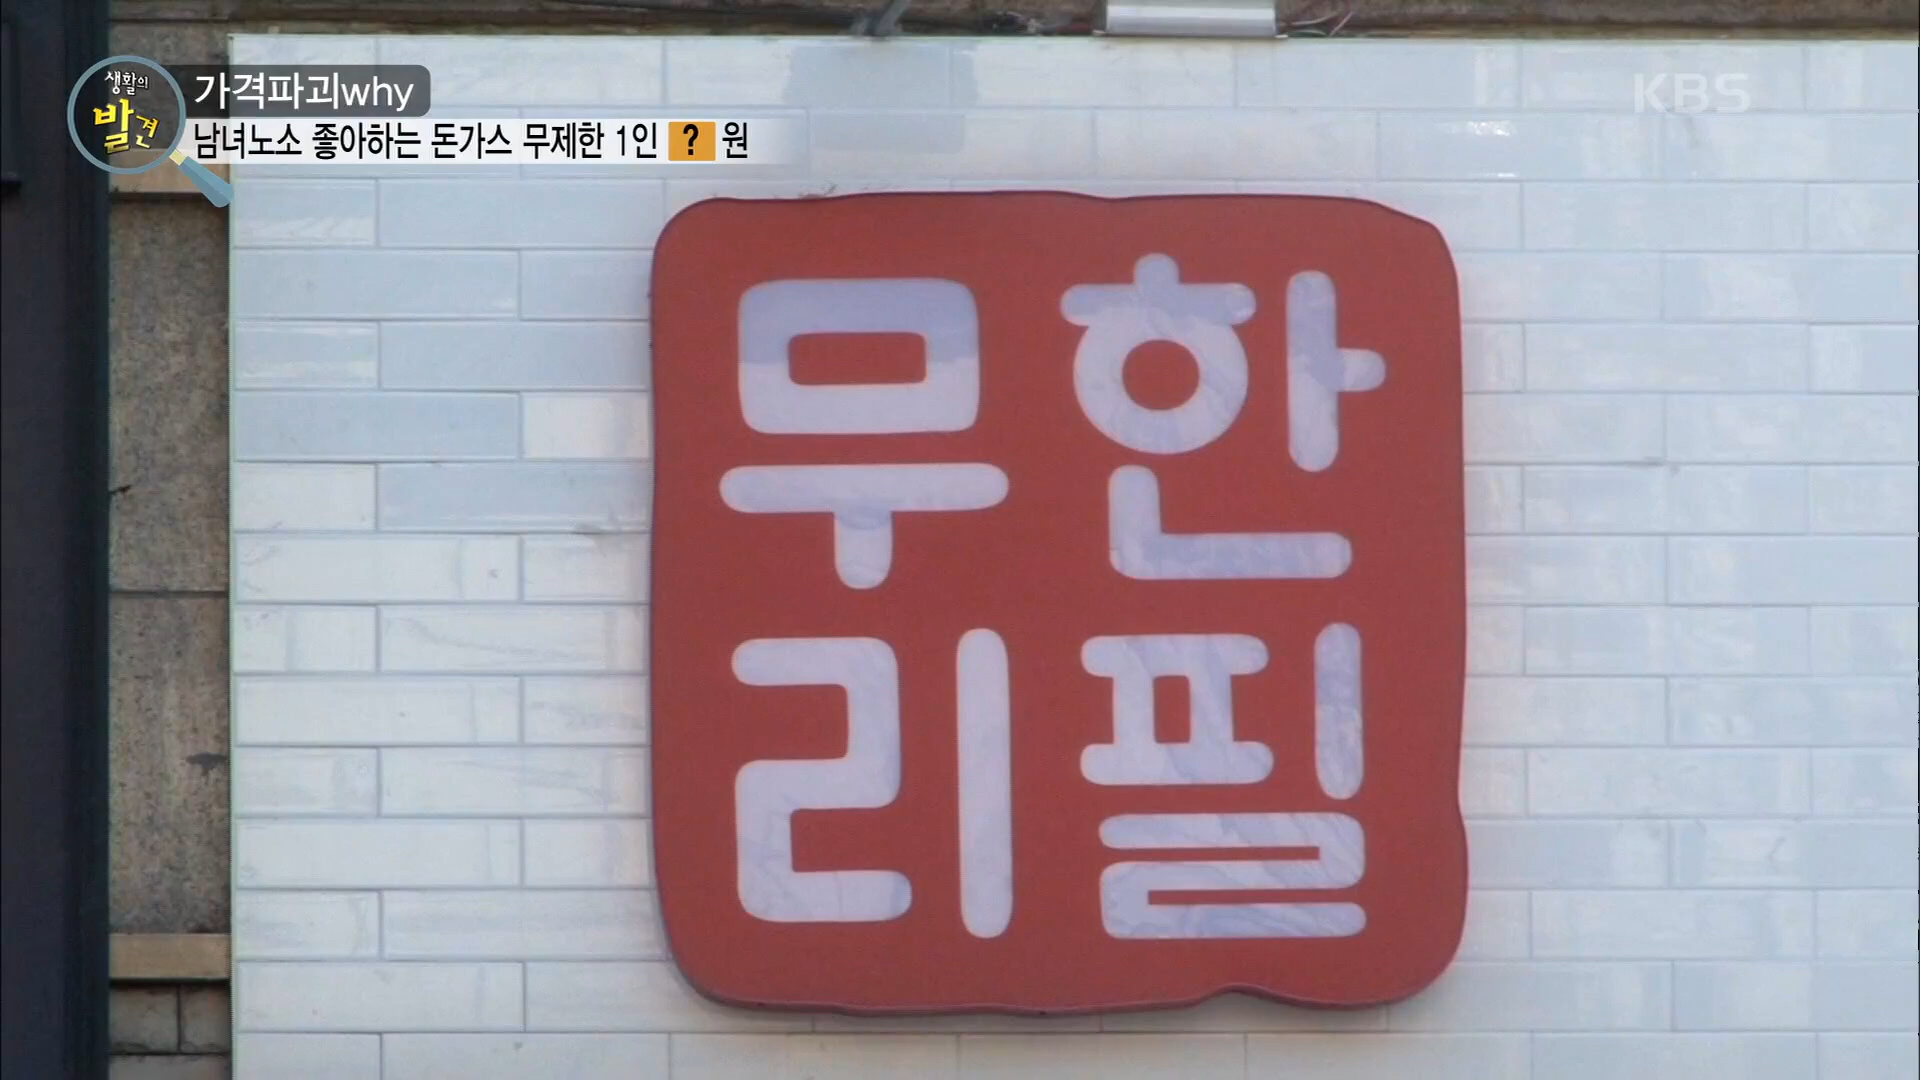 생활의
발견
가격파괴why
KBS
남녀노소 좋아하는 돈가스 무제한 1인 ? 원
무한
리필